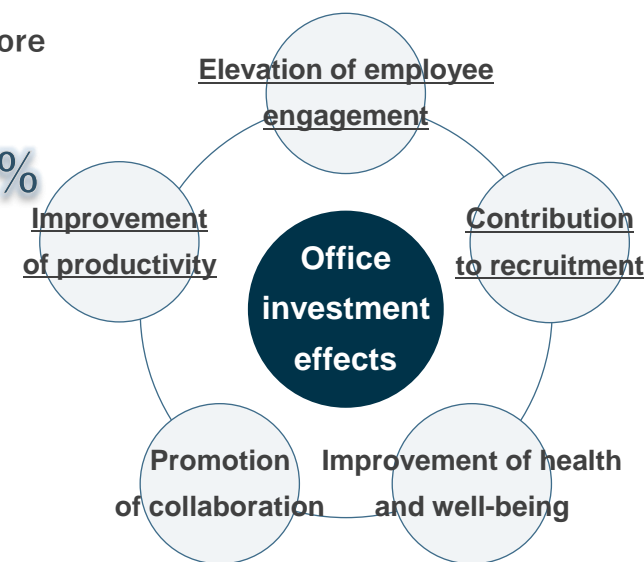 ore
%
Elevation of employee
engagement
Improvement
of productivity
Contribution
to recruitment
Office
investment
effects
Promotion
of collaboration
Improvement of health
and well-being